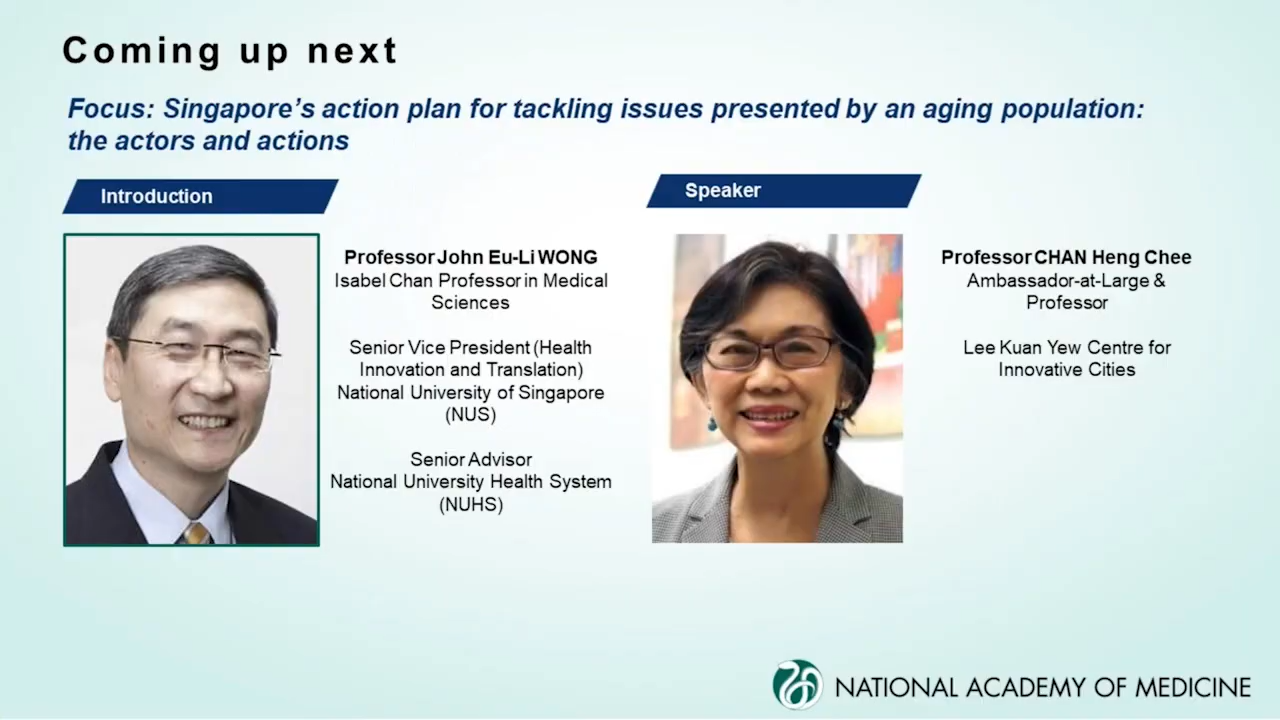 Coming up next
Focus: Singapore's action plan for tackling issues presented by an aging population:
the actors and actions
Introduction
Professor John Eu-Li WONG
Isabel Chan Professor in Medical
Sciences
Senior Vice President (Health
Innovation and Translation)
National University of Singapore
(NUS)
Senior Advisor
National University Health System
(NUHS)
Speaker
Professor CHAN Heng Chee
Ambassador-at-Large &
Professor
Lee Kuan Yew Centre for
Innovative Cities
NATIONAL ACADEMY OF MEDICINE